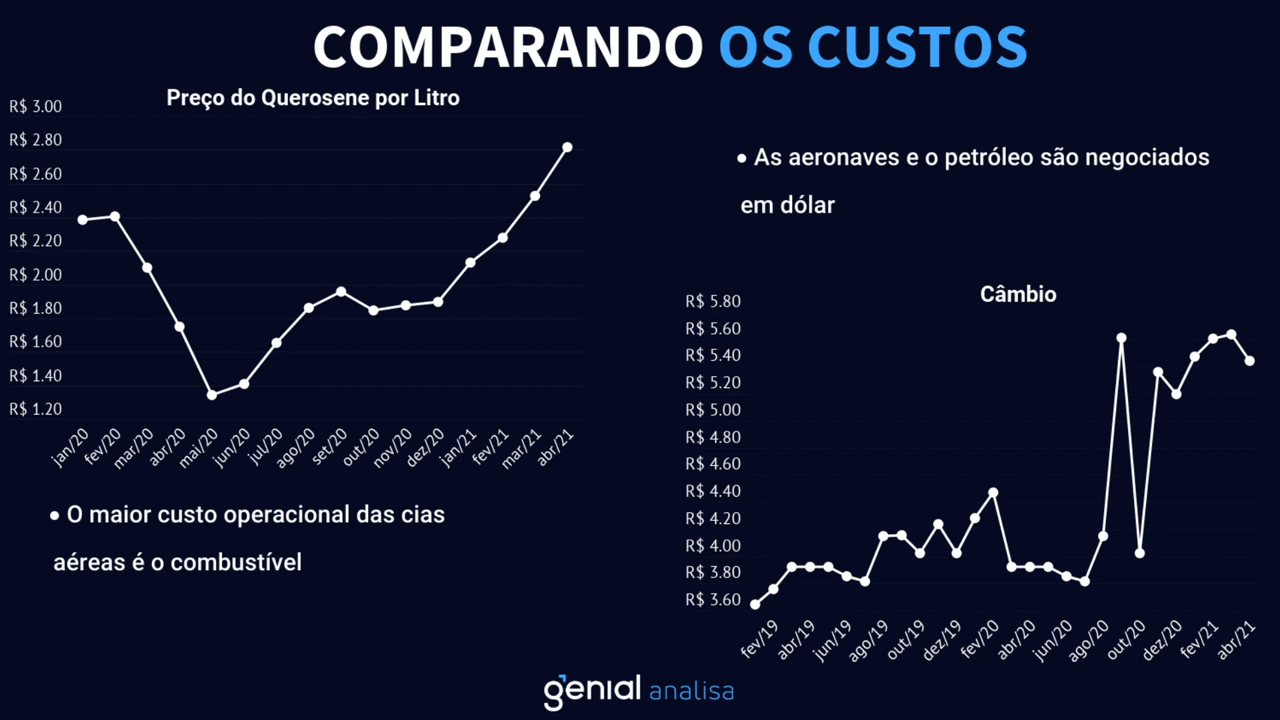 COMPARANDO OS CUSTOS
Preço do Querosene por Litro
R$ 3.00
R$ 2.80
R$ 2.60
R$ 2.40
R$ 2.20
R$ 2.00
R$ 1.80
R$ 1.60
R$ 1.40
R$ 1.20
jan/20
fev/20
mar/20
abr/20
mai/20
jun/20
jul/20
ago/20
set/20
out/20
nov/20
dez/20
jan/21
fev/21
mar/21
abr/21
• O maior custo operacional das cias
aéreas é o combustível
• As aeronaves e o petróleo são negociados
em dólar
Câmbio
R$ 5.80
R$ 5.60
R$ 5.40
R$ 5.20
R$ 5.00
R$ 4.80
R$ 4.60
R$ 4.40
R$ 4.20
R$ 4.00
R$ 3.80
R$ 3.60
fev/19
abr/19
jun/19
ago/19
out/19
dez/19
fev/20
abr/20
jun/20
ago/20
out/20
dez/20
fev/21
abr/21
genial analisa